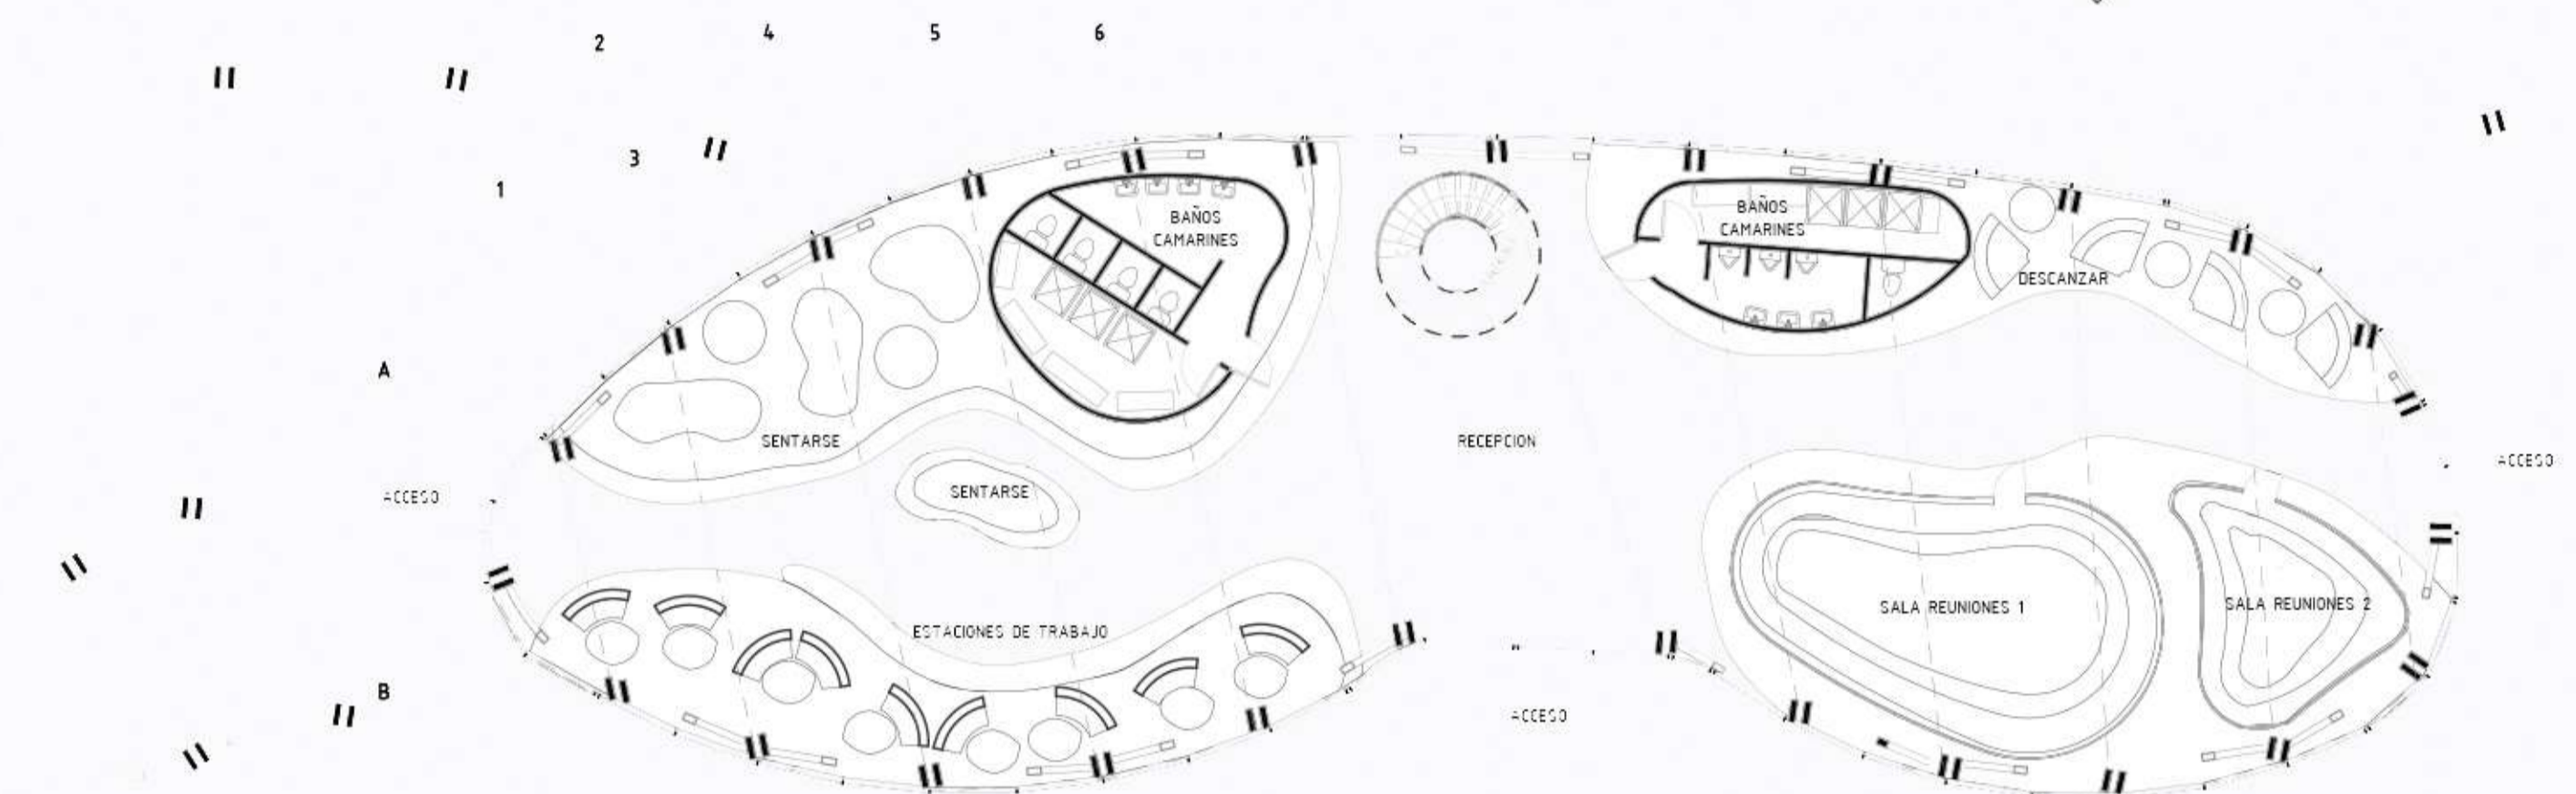 2
4
5
6
3
1
BAÑOS
CAMARINES
BAÑOS
CAMARINES
DESCANZAR
A
SENTARSE
RECEPCION
ACCESO
SENTARSE
ACCESO
ESTACIONES DE TRABAJO
SALA REUNIONES 1
SALA REUNIONES 2
B
ACCESO